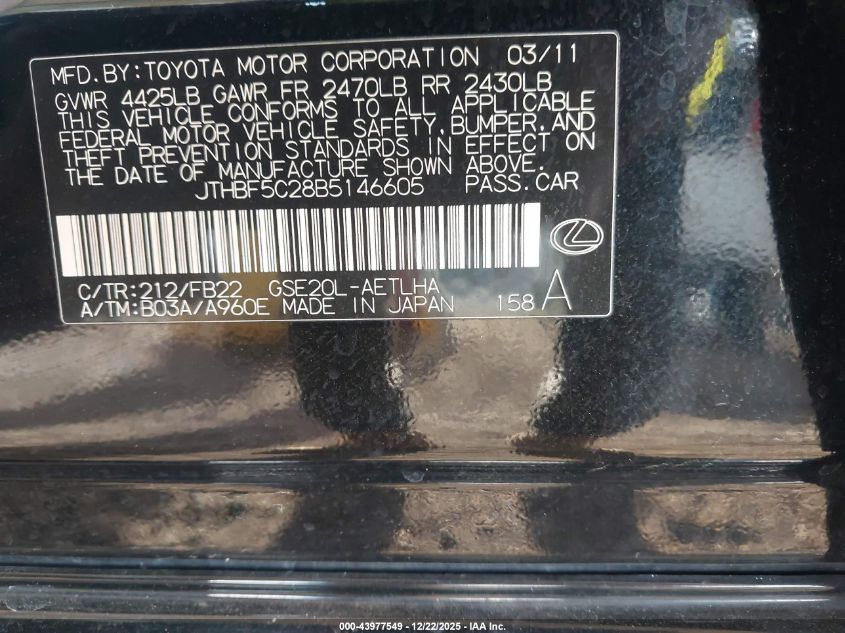 MFD.BY:TOYOTA MOTOR CORPORATION 03/11
GVWR 4425LB GAWR FR 2470LB RR 2430LB
THIS VEHICLE CONFORMS TO ALL APPLICABLE
FEDERAL MOTOR VEHICLE SAFETY,BUMPER,AND
THEFT PREVENTION STANDARDS IN EFFECT ON
THE DATE OF MANUFACTURE SHOWN ABOVE.
JTHBF5C28B5146605 PASS.CAR
C/TR:212/FB22 GSE20L-AETLHA
A/TM:B03A/A960E MADE IN JAPAN 158 A
000-43977549 - 12/22/2025 - IAA Inc.